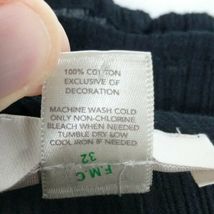 100% COTTON
EXCLUSIVE OF
DECORATION
MACHINE WASH COLD
ONLY NON-CHLORINE
BLEACH WHEN NEEDED
TUMBLE DRY LOW
COOL IRON IF NEEDED
F.M.C
32